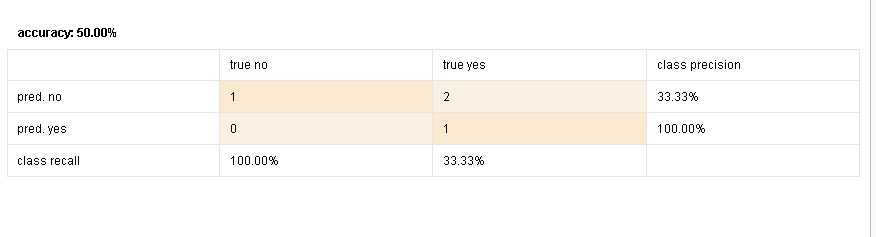 accuracy: 50.00%
true no true yes class precision
pred. no 1 2 33.33%
pred. yes 0 1 100.00%
class recall 100.00% 33.33%